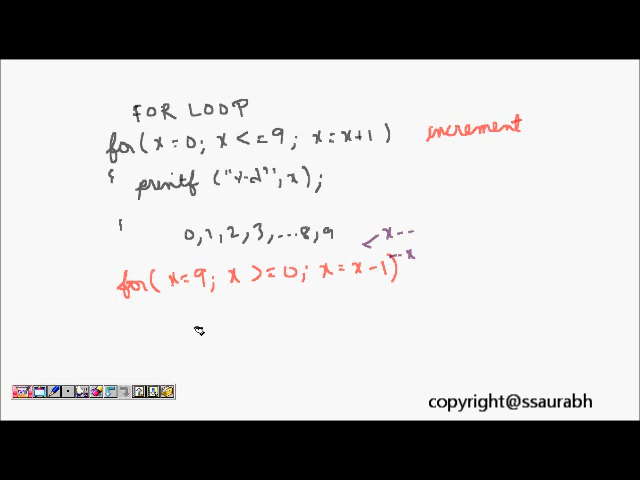 FOR LOOP
for( x=0; x<=9; x=x+1) increment
{ printf ("%d", x);
}
0,1,2,3,...8,9
x--
--x
for( x=9; x>=0; x=x-1)
copyright@ssaurabh